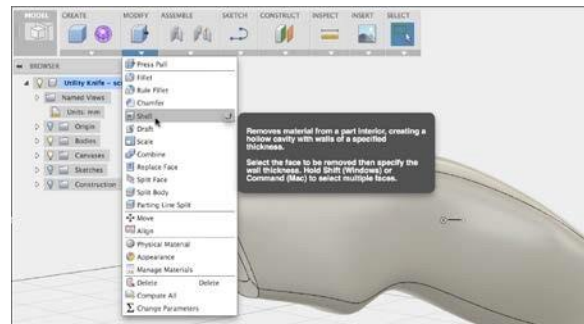 MODEL
CREATE
MODIFY
ASSEMBLE
SKETCH
CONSTRUCT
INSPECT
INSERT
SELECT
BROWSER
Utility Knife - sc
Named Views
Units: mm
Origin
Bodies
Canvases
Sketches
Construction
Press Pull
Fillet
Rule Fillet
Chamfer
Shell
Draft
Scale
Combine
Replace Face
Split Face
Split Body
Parting Line Split
Move
Align
Physical Material
Appearance
Manage Materials
Delete Delete
Compute All
Change Parameters
Removes material from a part interior, creating a
hollow cavity with walls of a specified
thickness.
Select the face to be removed then specify the
wall thickness. Hold Shift (Windows) or
Command (Mac) to select multiple faces.